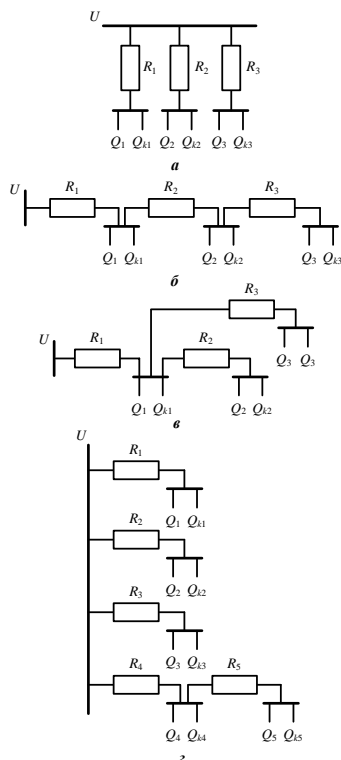 U
R1 R2 R3
Q1 Qk1 Q2 Qk2 Q3 Qk3
а
U R1 R2 R3
Q1 Qk1 Q2 Qk2 Q3 Qk3
б
R3
U R1 R2 Q3 Q3
Q1 Qk1 Q2 Qk2
в
U
R1
Q1 Qk1
R2
Q2 Qk2
R3
Q3 Qk3
R4 R5
Q4 Qk4 Q5 Qk5
г